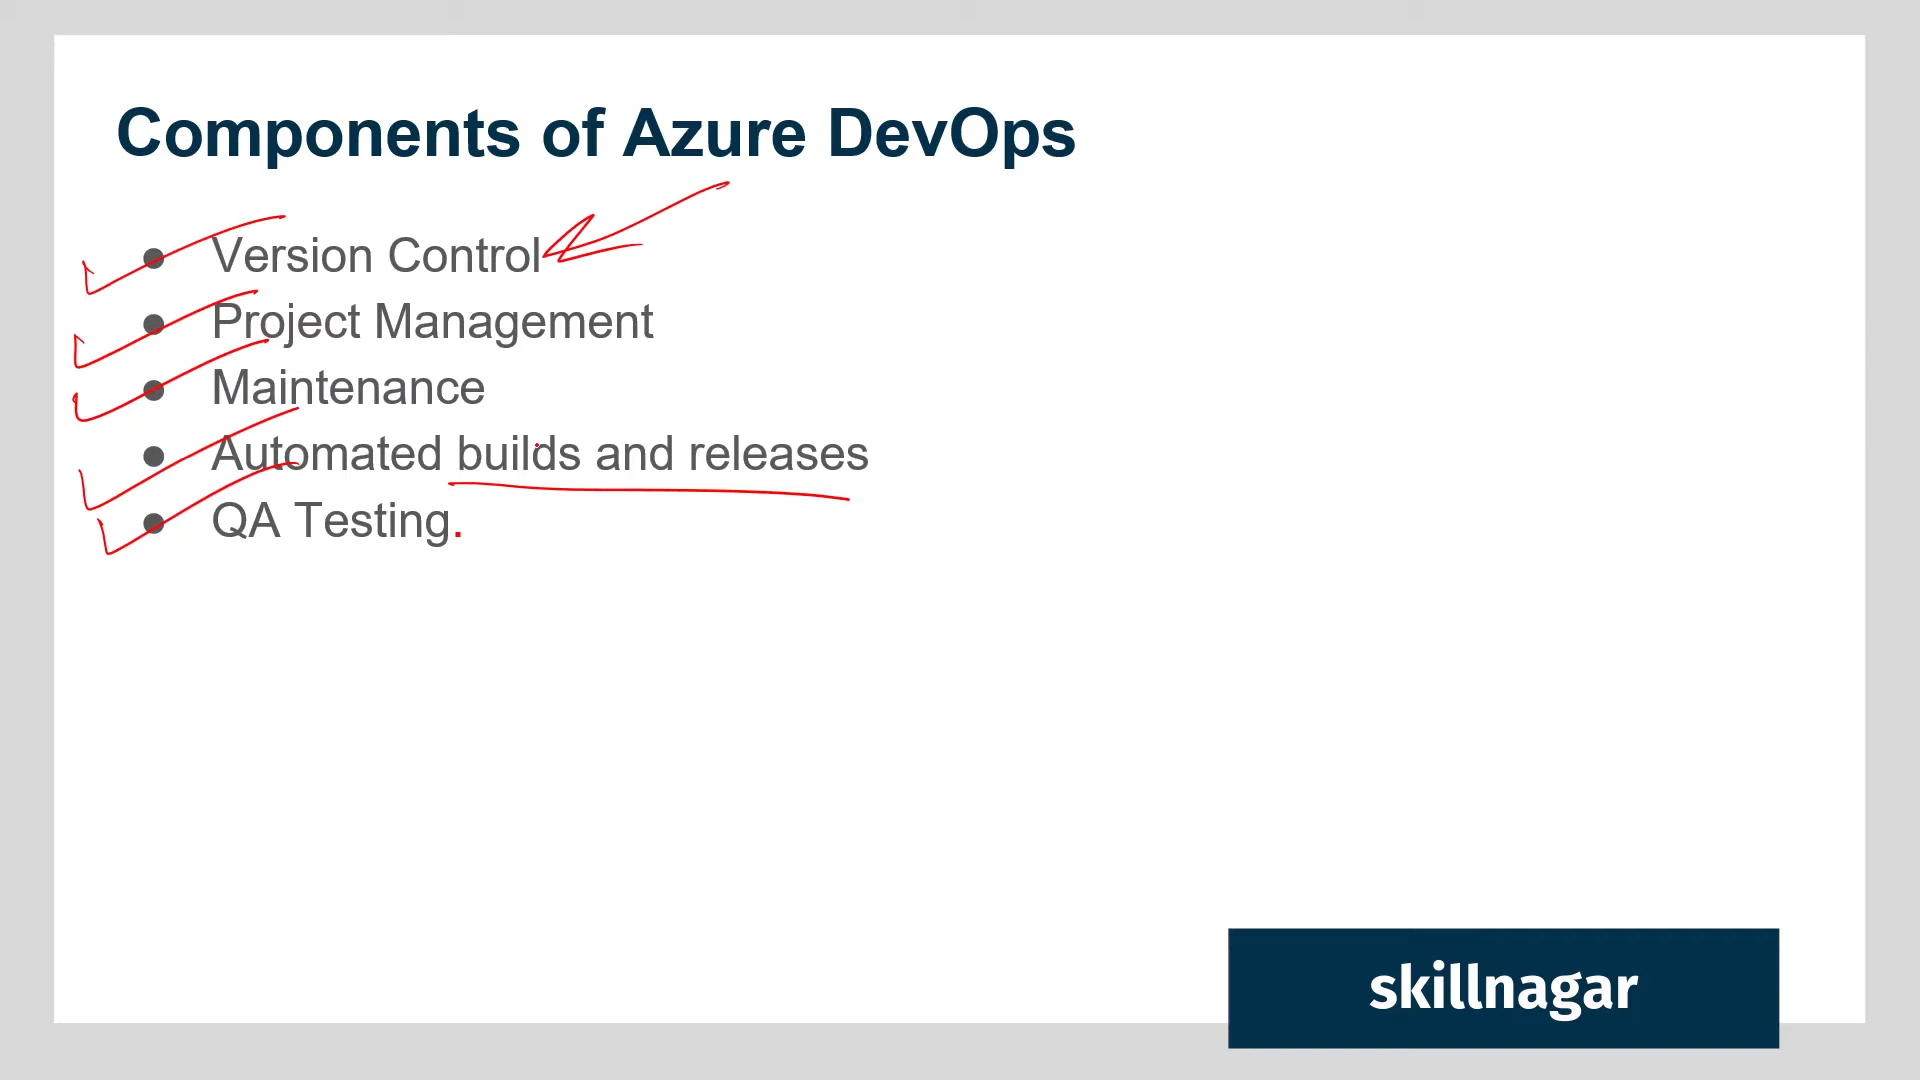 Components of Azure DevOps
● Version Control
● Project Management
● Maintenance
● Automated builds and releases
● QA Testing.
skillnagar